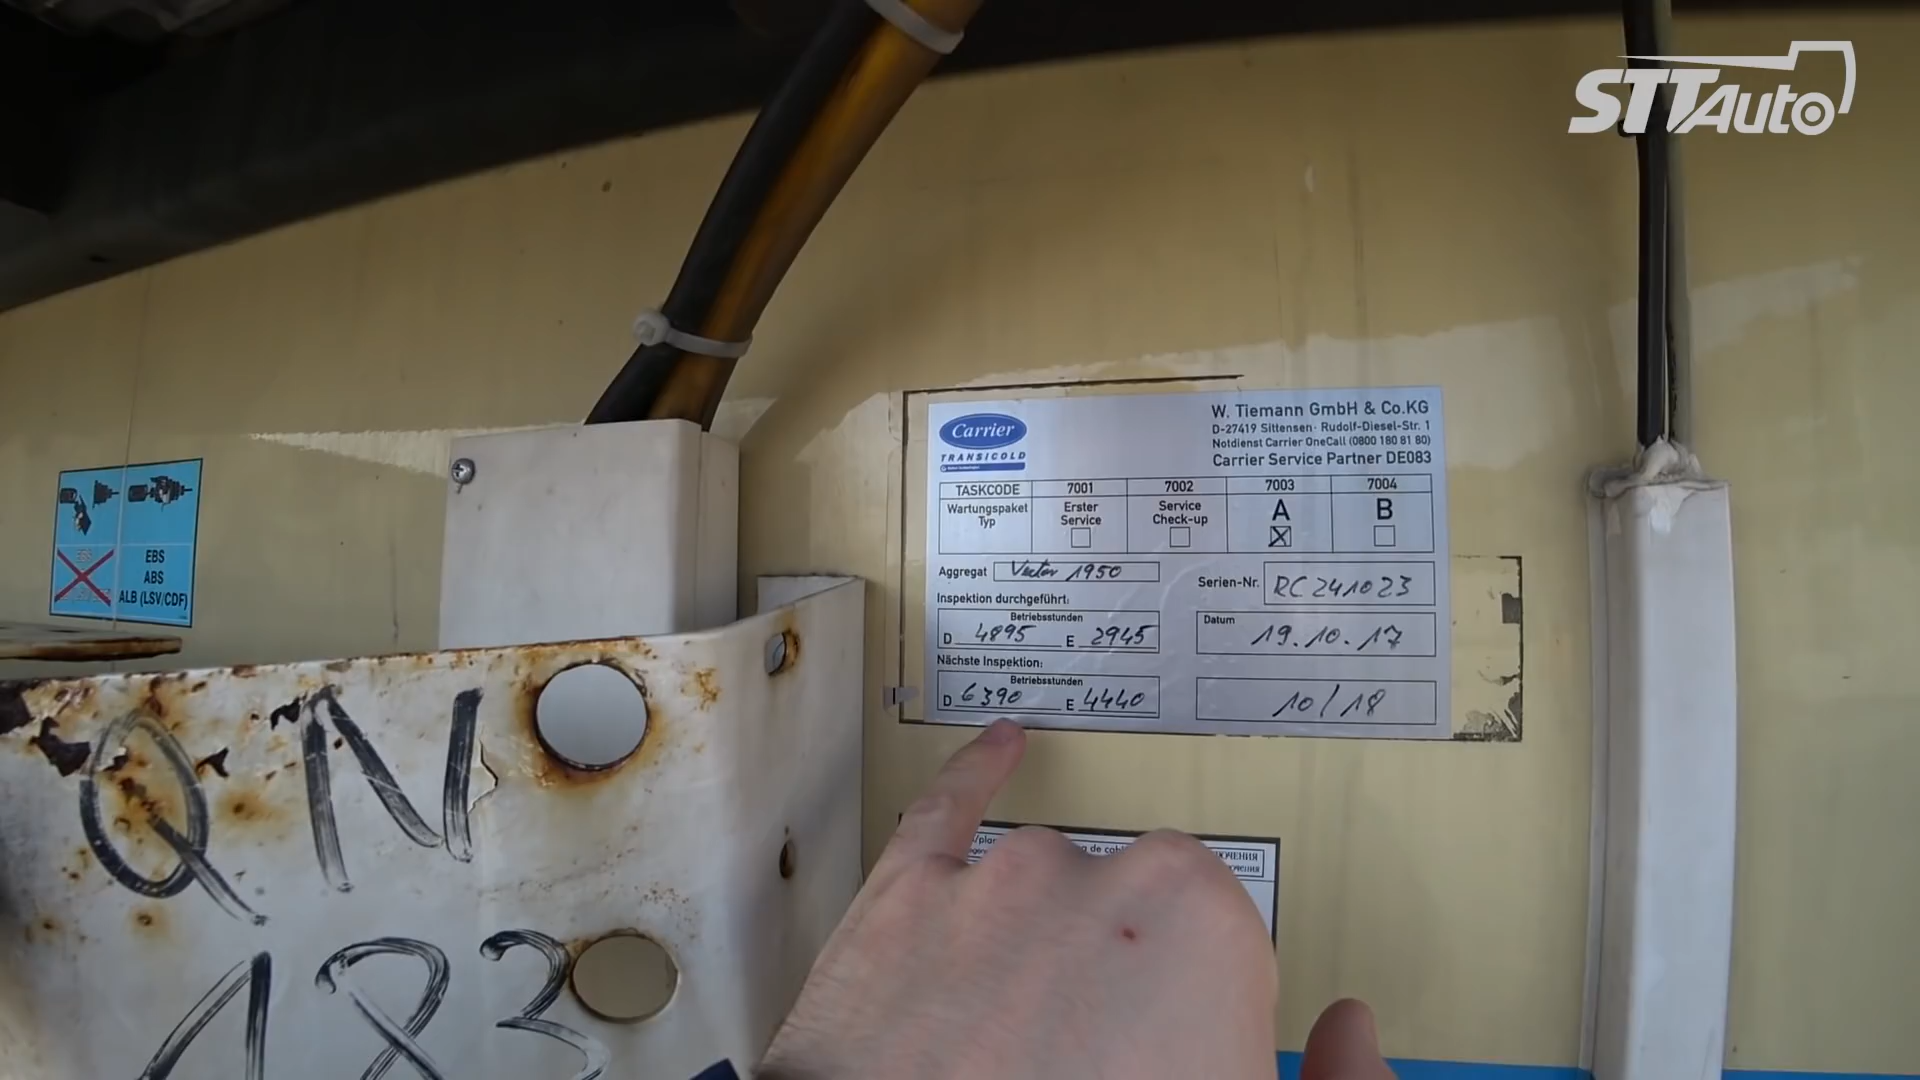 STTAuto
Carrier
TRANSICOLD
W. Tiemann GmbH & Co.KG
D-27419 Sittensen · Rudolf-Diesel-Str. 1
Notdienst Carrier OneCall (0800 180 81 80)
Carrier Service Partner DE083
TASKCODE 7001 7002 7003 7004
Wartungspaket Typ Erster Service Service Check-up A B
Aggregat Vector 1950
Serien-Nr. RC241023
Inspektion durchgeführt:
Betriebsstunden
D 4895 E 2945
Datum
19.10.17
Nächste Inspektion:
Betriebsstunden
D 6390 E 4440
10/18
EBS
EBS
ABS
ALB (LSV/CDF)
QN
183